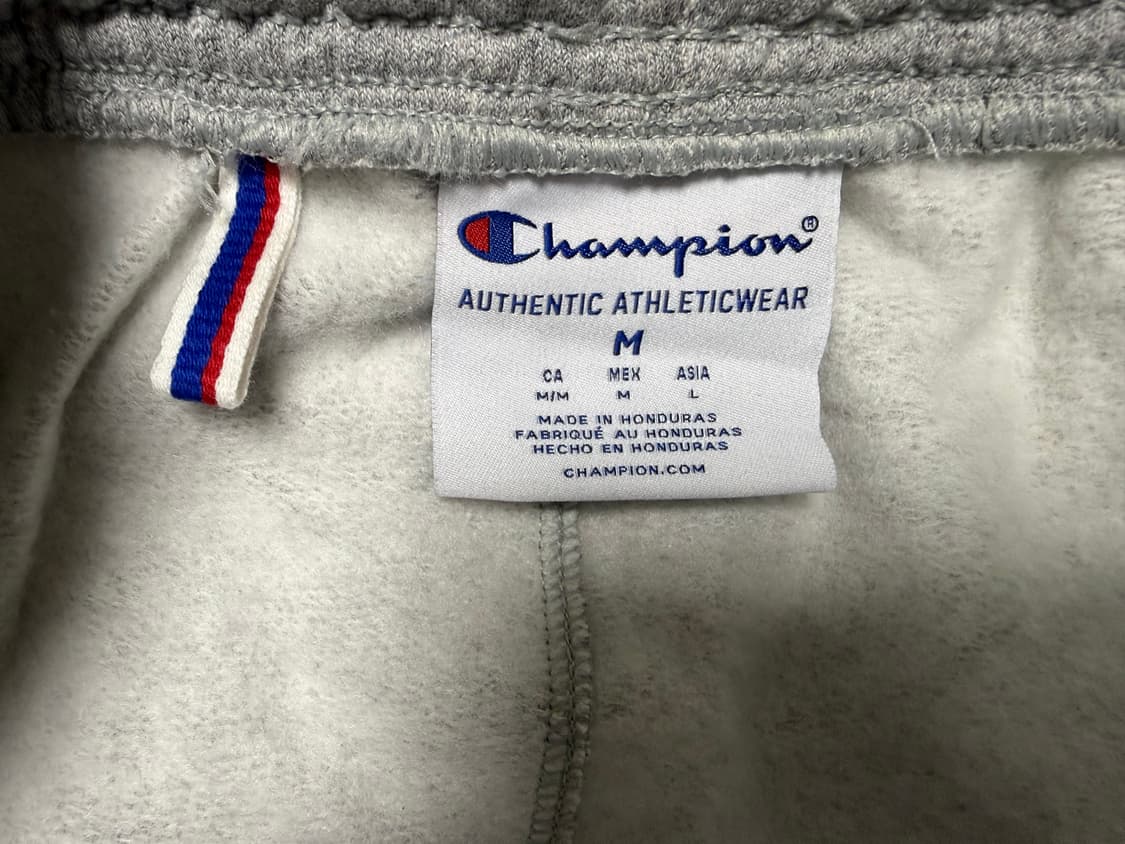 Champion®
AUTHENTIC ATHLETICWEAR
M
CA MEX ASIA
M/M M L
MADE IN HONDURAS
FABRIQUÉ AU HONDURAS
HECHO EN HONDURAS
CHAMPION.COM